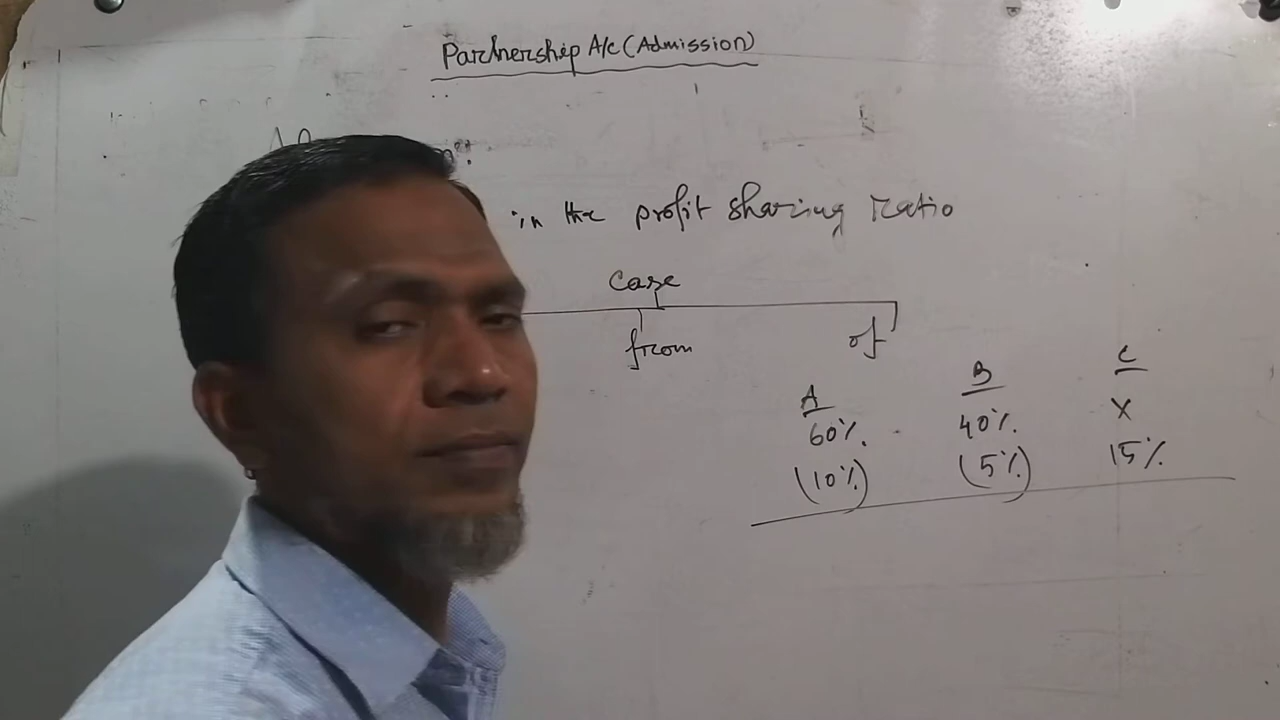 Partnership A/c (Admission)
in the profit sharing ratio
Case
from of
A B C
60% 40% X
(10%) (5%) 15%